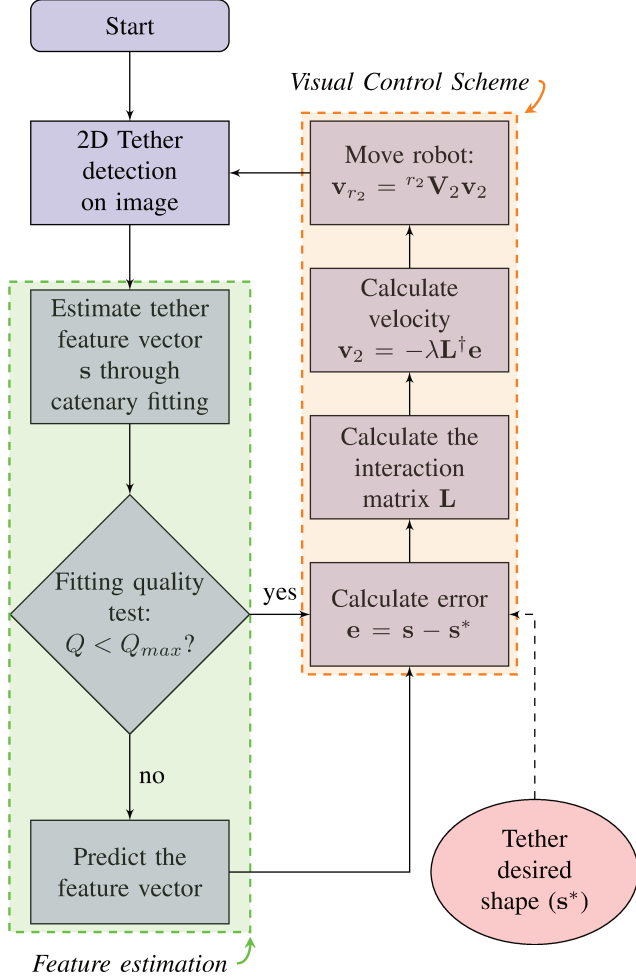 Start
Visual Control Scheme
2D Tether
detection
on image
Move robot:
𝐯_{r_2} = ^{r_2}𝐕_2𝐯_2
Estimate tether
feature vector
𝐬 through
catenary fitting
Calculate
velocity
𝐯_2 = −λ𝐋^†𝐞
Calculate the
interaction
matrix 𝐋
Fitting quality
test:
Q < Q_{max}?
yes
Calculate error
𝐞 = 𝐬 − 𝐬^*
no
Predict the
feature vector
Tether
desired
shape (𝐬^*)
Feature estimation